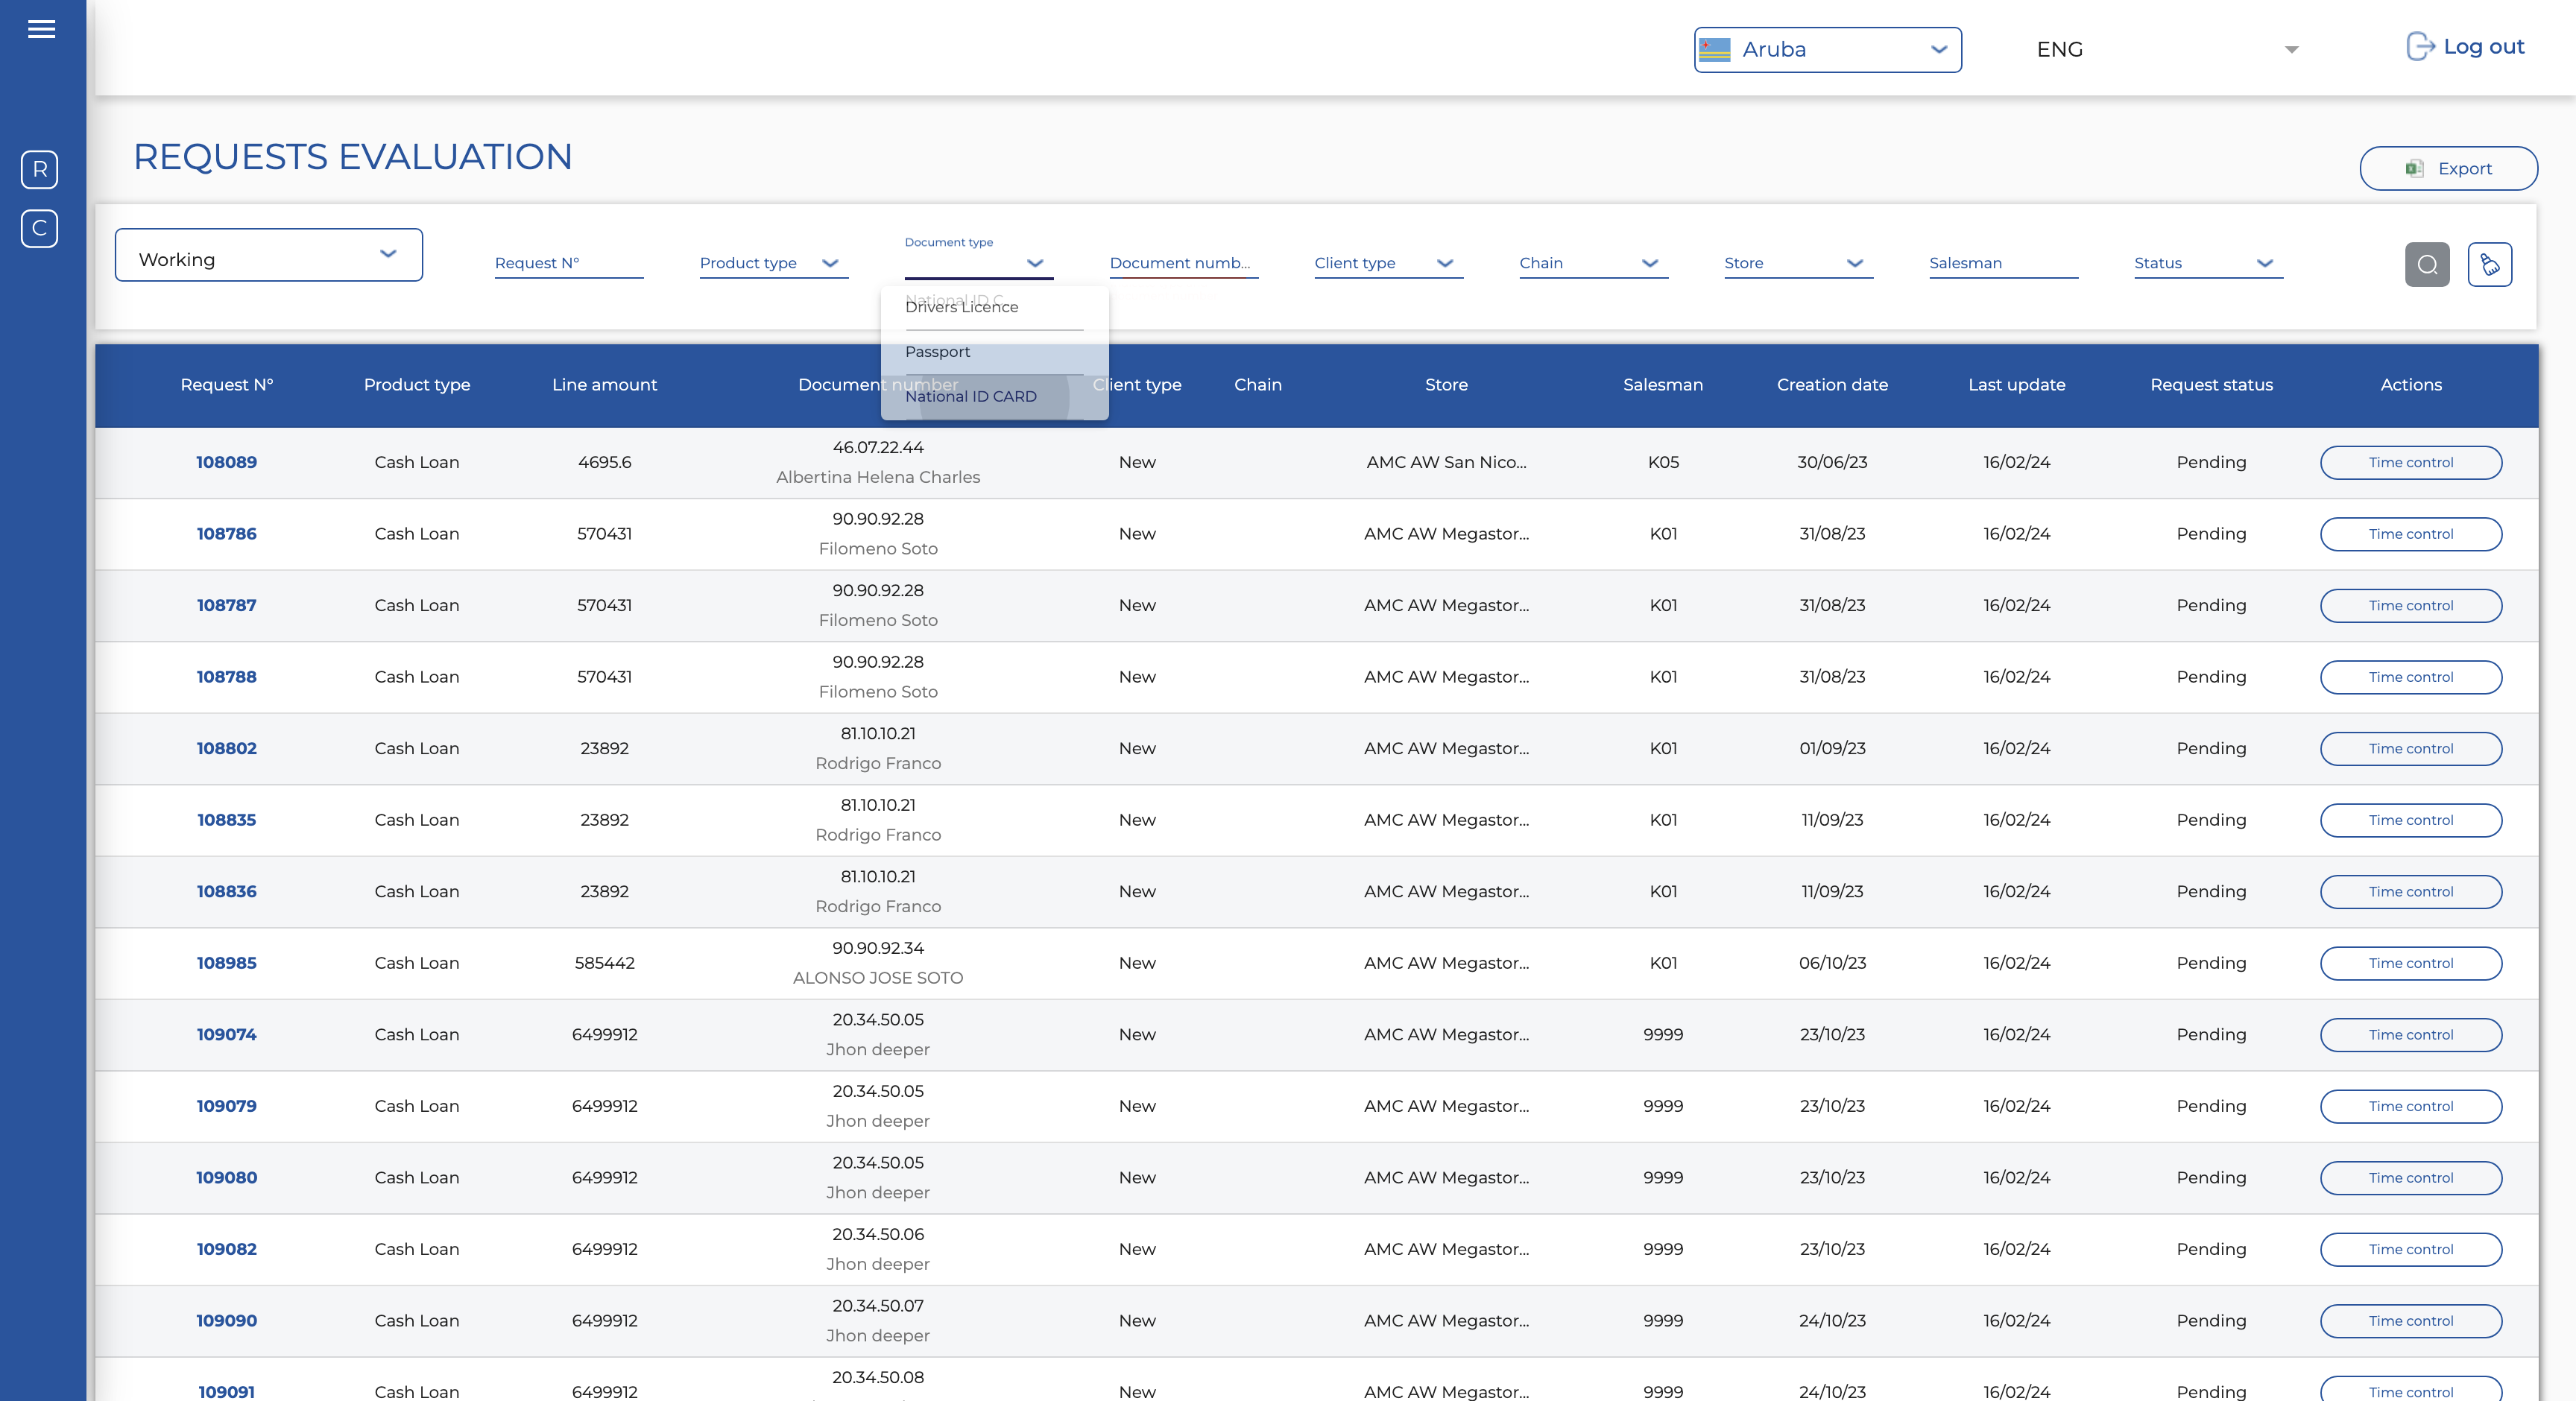 Aruba ENG Log out
R
C
REQUESTS EVALUATION
Export
Working Request N° Product type Document type Document numb... Client type Chain Store Salesman Status
National ID C...
Drivers Licence
Passport
National ID CARD
Request N° Product type Line amount Document number Client type Chain Store Salesman Creation date Last update Request status Actions
108089 Cash Loan 4695.6 46.07.22.44 Albertina Helena Charles New AMC AW San Nico... K05 30/06/23 16/02/24 Pending Time control
108786 Cash Loan 570431 90.90.92.28 Filomeno Soto New AMC AW Megastor... K01 31/08/23 16/02/24 Pending Time control
108787 Cash Loan 570431 90.90.92.28 Filomeno Soto New AMC AW Megastor... K01 31/08/23 16/02/24 Pending Time control
108788 Cash Loan 570431 90.90.92.28 Filomeno Soto New AMC AW Megastor... K01 31/08/23 16/02/24 Pending Time control
108802 Cash Loan 23892 81.10.10.21 Rodrigo Franco New AMC AW Megastor... K01 01/09/23 16/02/24 Pending Time control
108835 Cash Loan 23892 81.10.10.21 Rodrigo Franco New AMC AW Megastor... K01 11/09/23 16/02/24 Pending Time control
108836 Cash Loan 23892 81.10.10.21 Rodrigo Franco New AMC AW Megastor... K01 11/09/23 16/02/24 Pending Time control
108985 Cash Loan 585442 90.90.92.34 ALONSO JOSE SOTO New AMC AW Megastor... K01 06/10/23 16/02/24 Pending Time control
109074 Cash Loan 6499912 20.34.50.05 Jhon deeper New AMC AW Megastor... 9999 23/10/23 16/02/24 Pending Time control
109079 Cash Loan 6499912 20.34.50.05 Jhon deeper New AMC AW Megastor... 9999 23/10/23 16/02/24 Pending Time control
109080 Cash Loan 6499912 20.34.50.05 Jhon deeper New AMC AW Megastor... 9999 23/10/23 16/02/24 Pending Time control
109082 Cash Loan 6499912 20.34.50.06 Jhon deeper New AMC AW Megastor... 9999 23/10/23 16/02/24 Pending Time control
109090 Cash Loan 6499912 20.34.50.07 Jhon deeper New AMC AW Megastor... 9999 24/10/23 16/02/24 Pending Time control
109091 Cash Loan 6499912 20.34.50.08 New AMC AW Megastor... 9999 24/10/23 16/02/24 Pending Time control